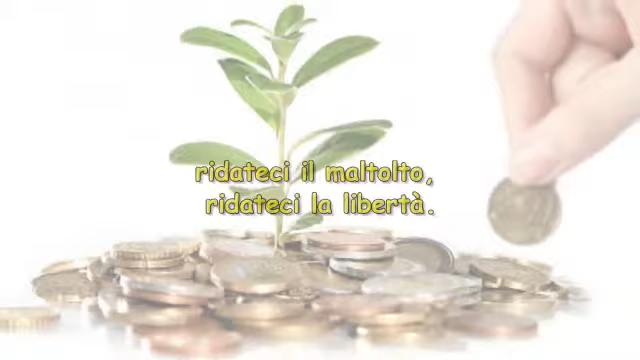 ridateci il maltolto,
ridateci la libertà.